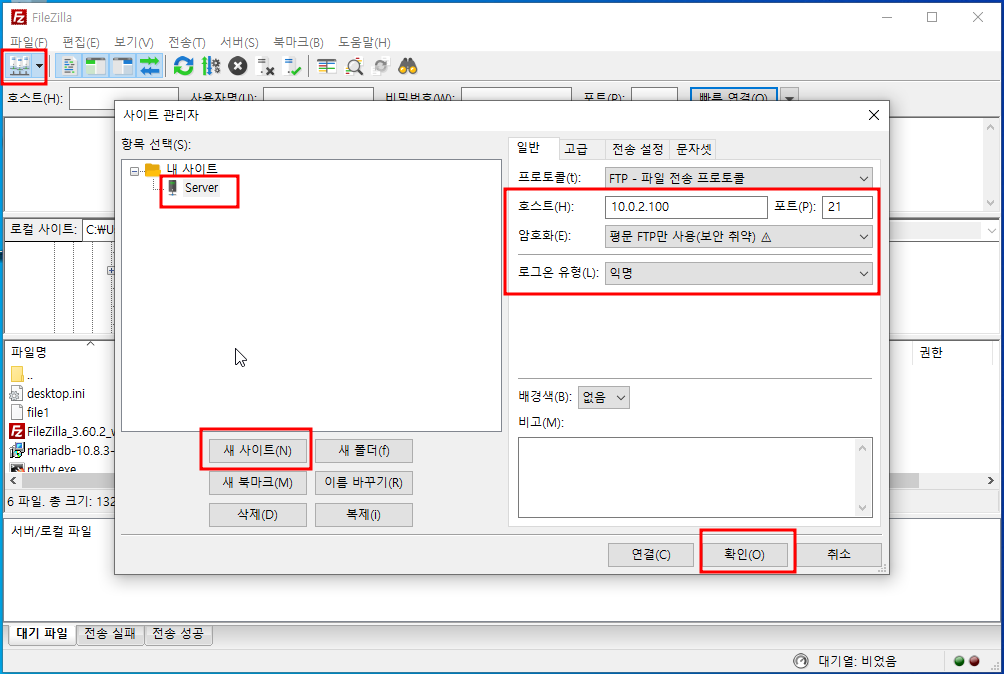 FileZilla
파일(F) 편집(E) 보기(V) 전송(T) 서버(S) 북마크(B) 도움말(H)
호스트(H): 사용자명(U): 비밀번호(W): 포트(P): 빠른 연결(Q)
사이트 관리자
항목 선택(S):
내 사이트
Server
새 사이트(N) 새 폴더(f)
새 북마크(M) 이름 바꾸기(R)
삭제(D) 복제(i)
일반 고급 전송 설정 문자셋
프로토콜(t): FTP - 파일 전송 프로토콜
호스트(H): 10.0.2.100 포트(P): 21
암호화(E): 평문 FTP만 사용(보안 취약)
로그온 유형(L): 익명
배경색(B): 없음
비고(M):
연결(C) 확인(O) 취소
로컬 사이트: C:₩U
파일명
..
desktop.ini
file1
FileZilla_3.60.2_w
mariadb-10.8.3-
putty.exe
권한
6 파일. 총 크기: 132
서버/로컬 파일
대기 파일 전송 실패 전송 성공
대기열: 비었음